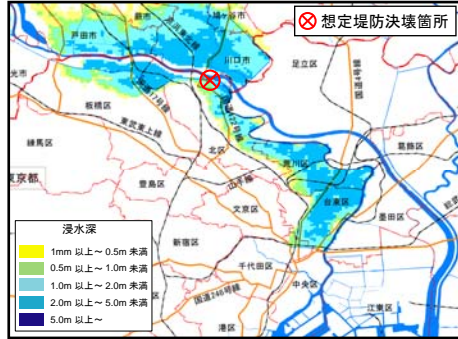 想定堤防決壊箇所
蕨市
鳩ヶ谷市
戸田市
川口市
足立区
国道4号線
光市
板橋区
国道17号線
国道122号線
東武東上線
練馬区
北区
荒川区
葛飾区
東京都
豊島区
山手線
台東区
文京区
墨田区
新宿区
千代田区
中央区
江東区
国道246号線
港区
浸水深
1mm 以上～ 0.5m 未満
0.5m 以上～ 1.0m 未満
1.0m 以上～ 2.0m 未満
2.0m 以上～ 5.0m 未満
5.0m 以上～